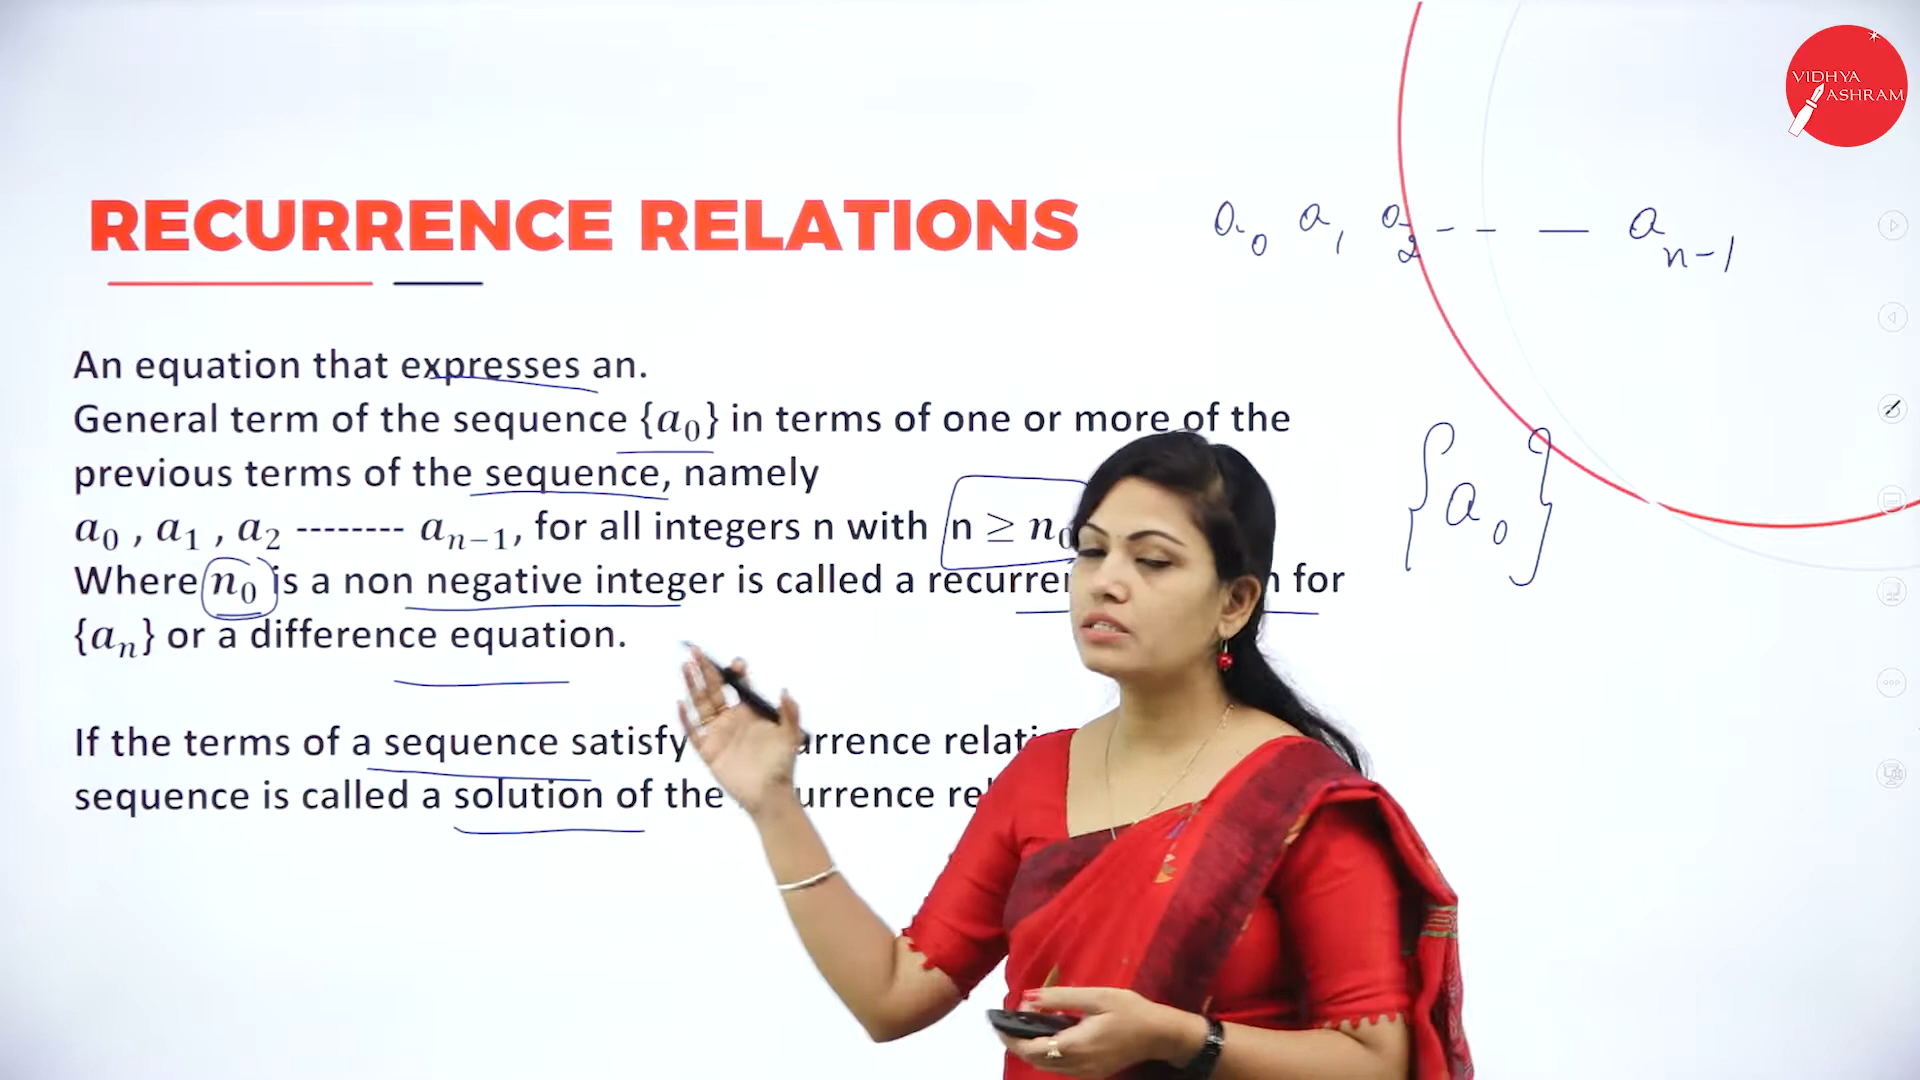 VIDHYA
ASHRAM
RECURRENCE RELATIONS
a₀ a₁ a₂ - - — aₙ₋₁
An equation that expresses an.
General term of the sequence {a₀} in terms of one or more of the
previous terms of the sequence, namely
a₀ , a₁ , a₂ -------- aₙ₋₁, for all integers n with n ≥ n₀
{a₀}
Where n₀ is a non negative integer is called a for
{aₙ} or a difference equation.
If the terms of a sequence satisfy
sequence is called a solution of the